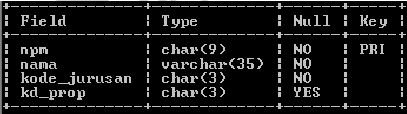 Field | Type | Null | Key
npm | char(9) | NO | PRI
nama | varchar(35) | NO |
kode_jurusan | char(3) | NO |
kd_prop | char(3) | YES |